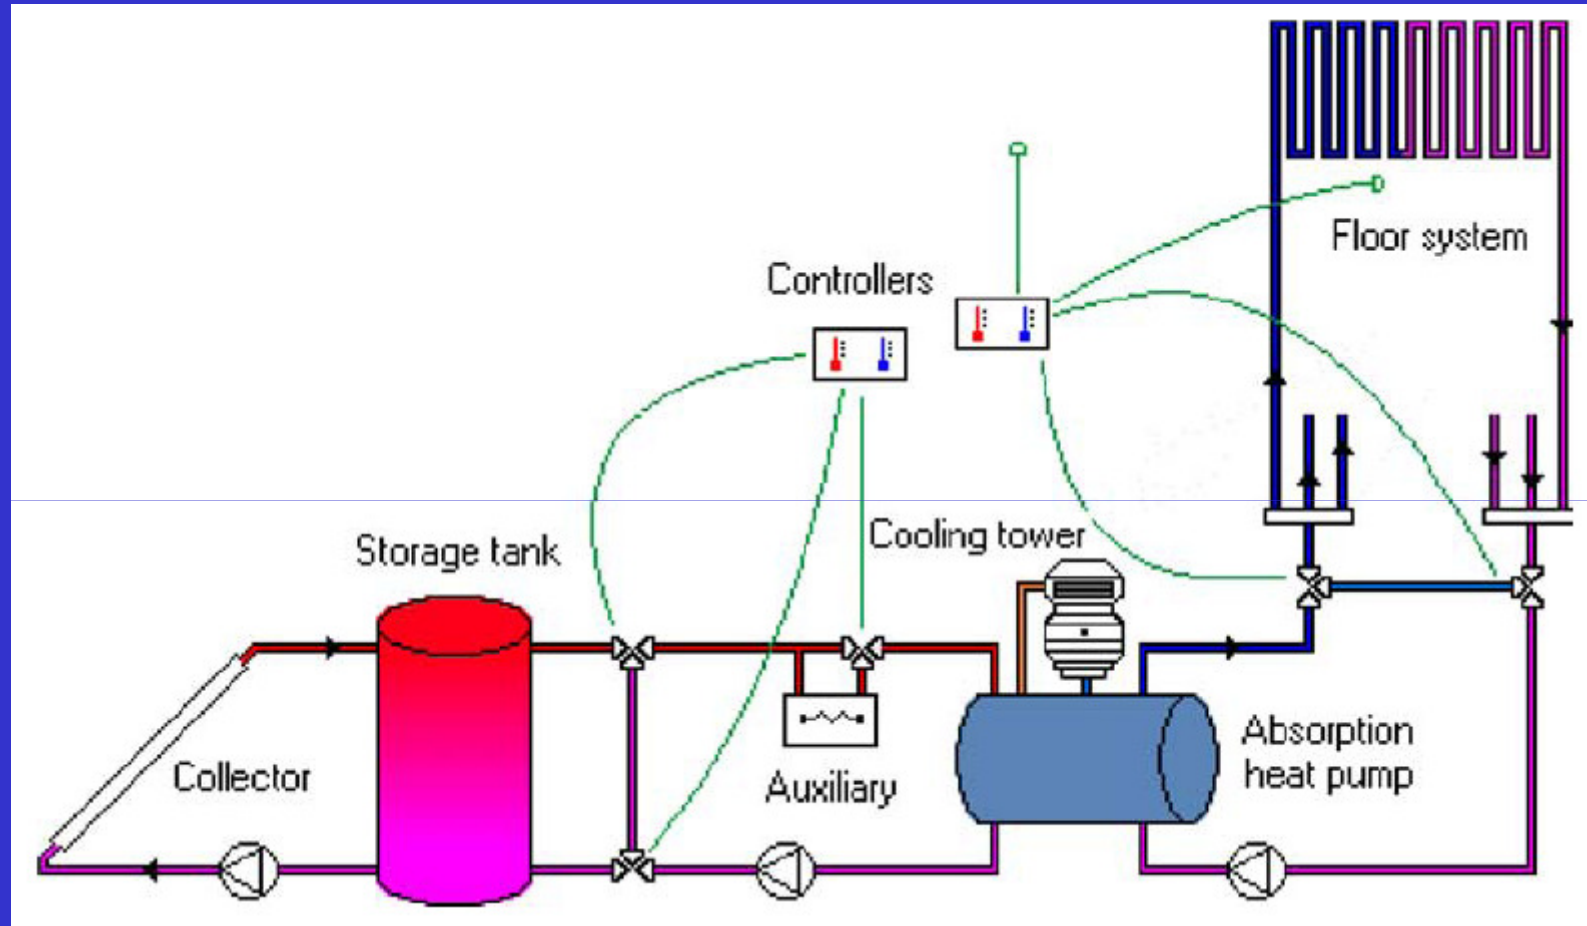 Floor system
Controllers
Cooling tower
Storage tank
Absorption
heat pump
Collector
Auxiliary